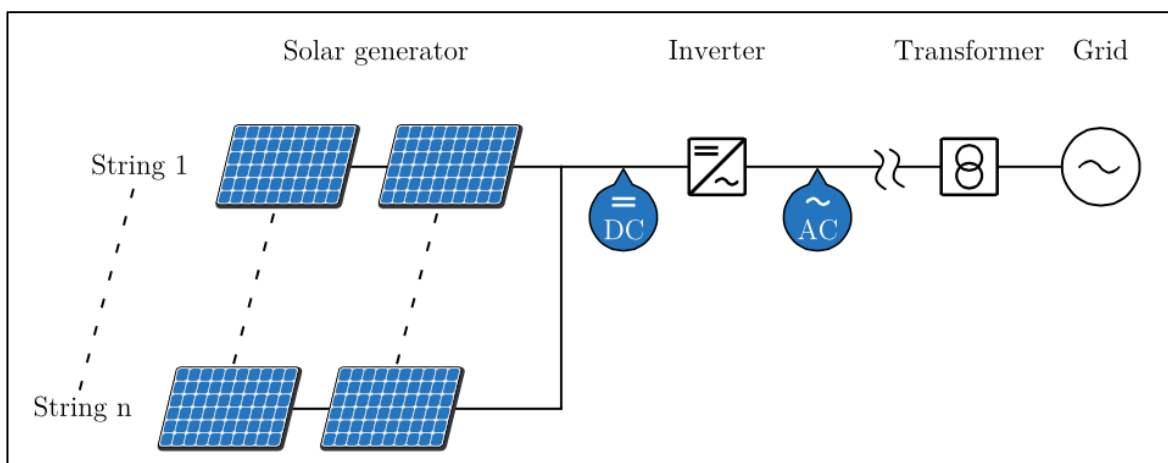 Solar generator Inverter Transformer Grid
String 1
DC AC
String n